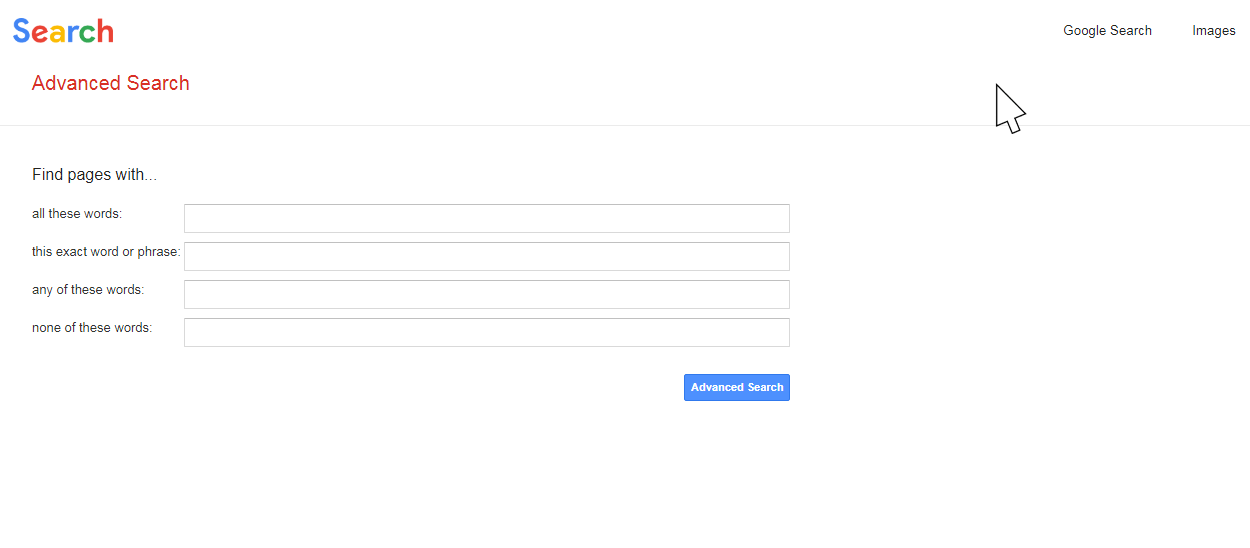 Search
Google Search
Images
Advanced Search
Find pages with...
all these words:
this exact word or phrase:
any of these words:
none of these words:
Advanced Search